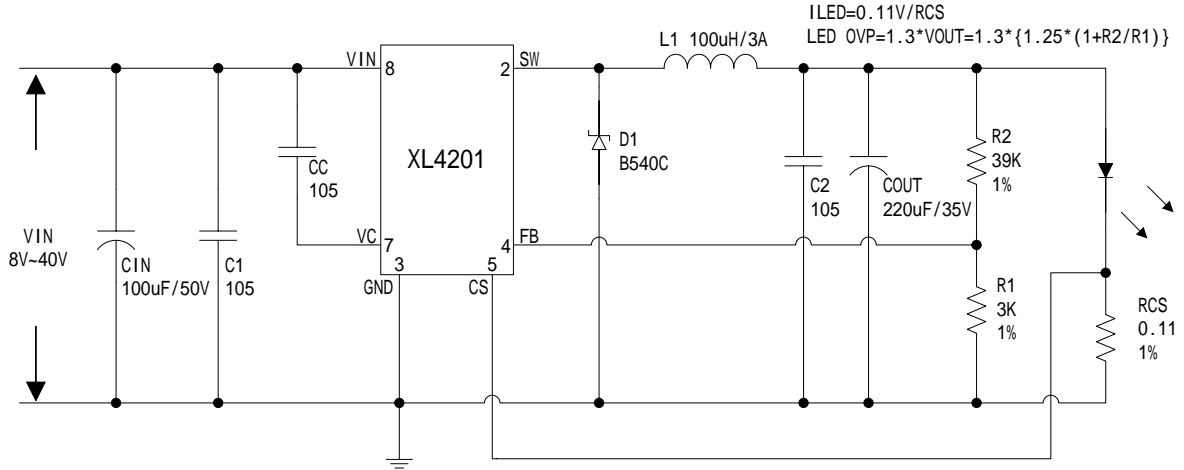 ILED=0.11V/RCS
LED OVP=1.3*VOUT=1.3*{1.25*(1+R2/R1)}
L1 100uH/3A
VIN
8
2
SW
XL4201
CC
105
D1
B540C
R2
39K
1%
C2
105
COUT
220uF/35V
VC
7
4
FB
VIN
8V~40V
CIN
100uF/50V
C1
105
3
GND
5
CS
R1
3K
1%
RCS
0.11
1%